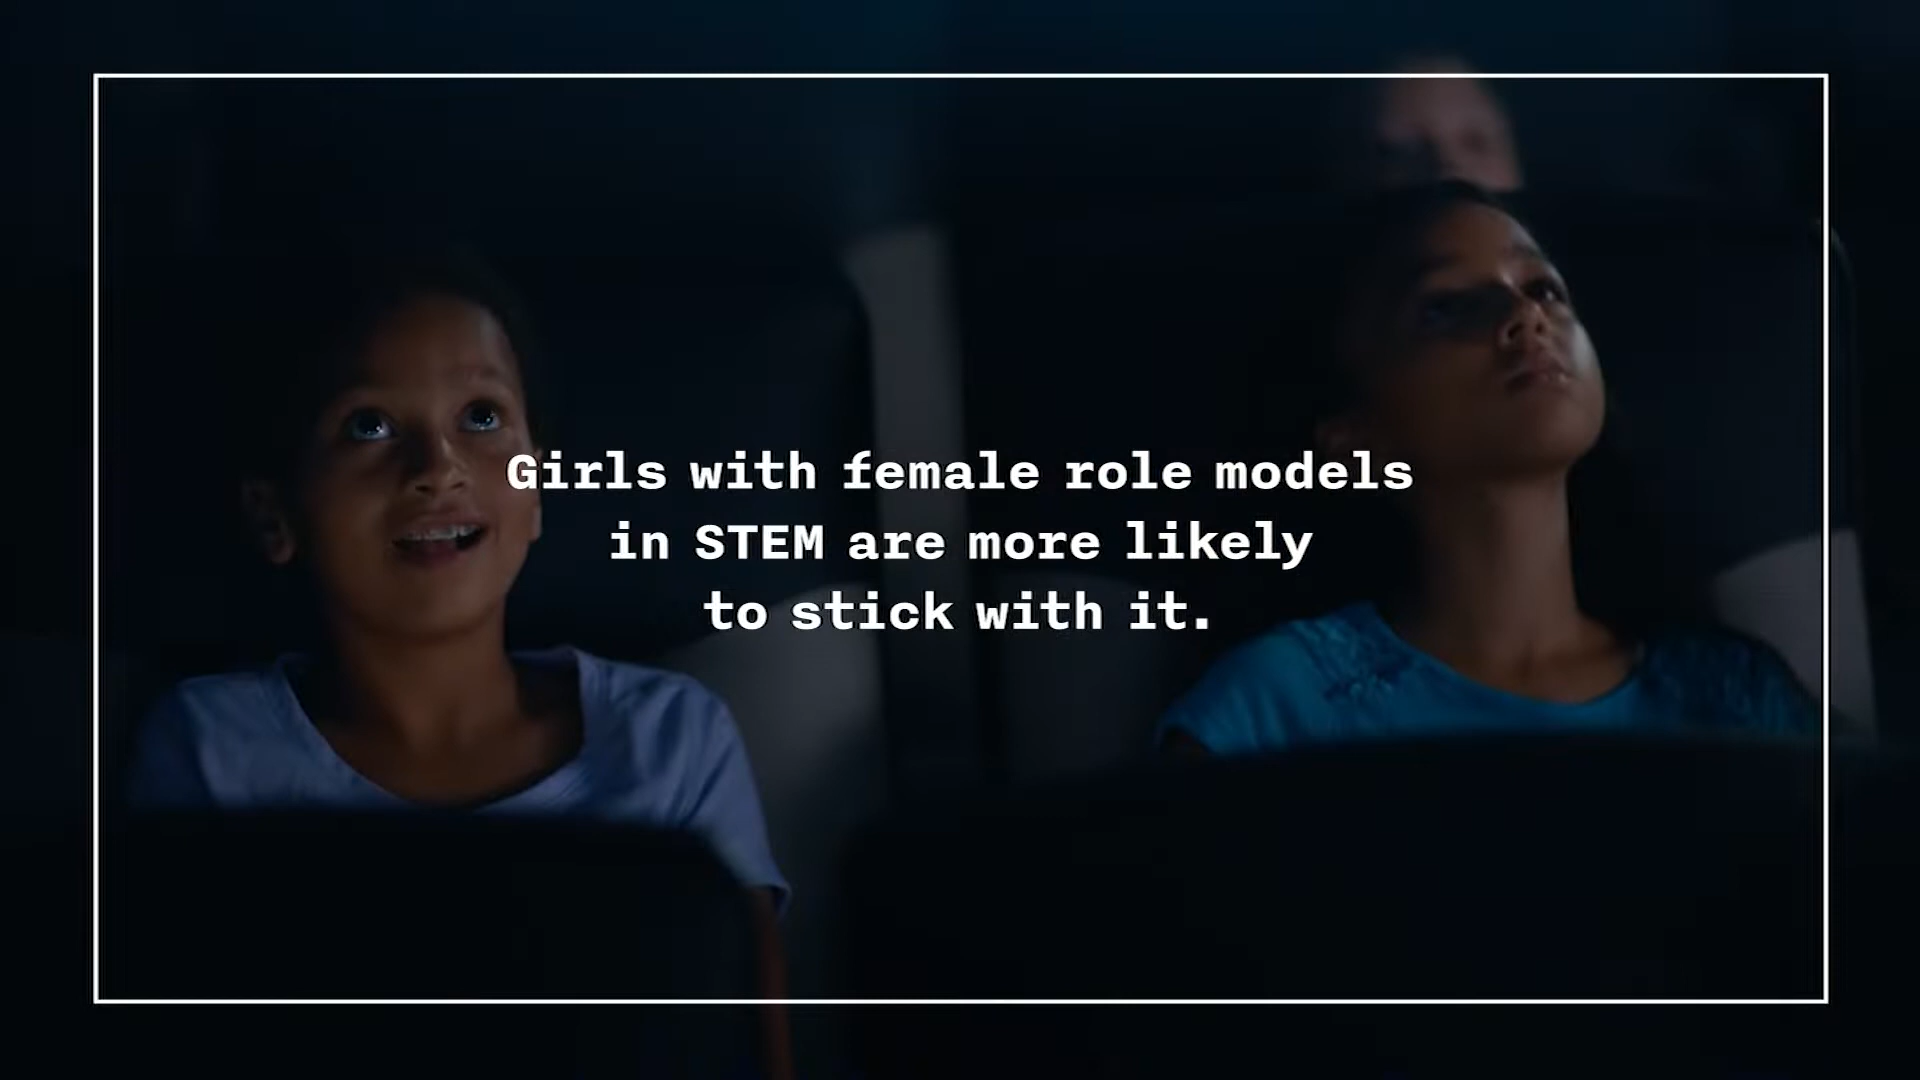 Girls with female role models
in STEM are more likely
to stick with it.